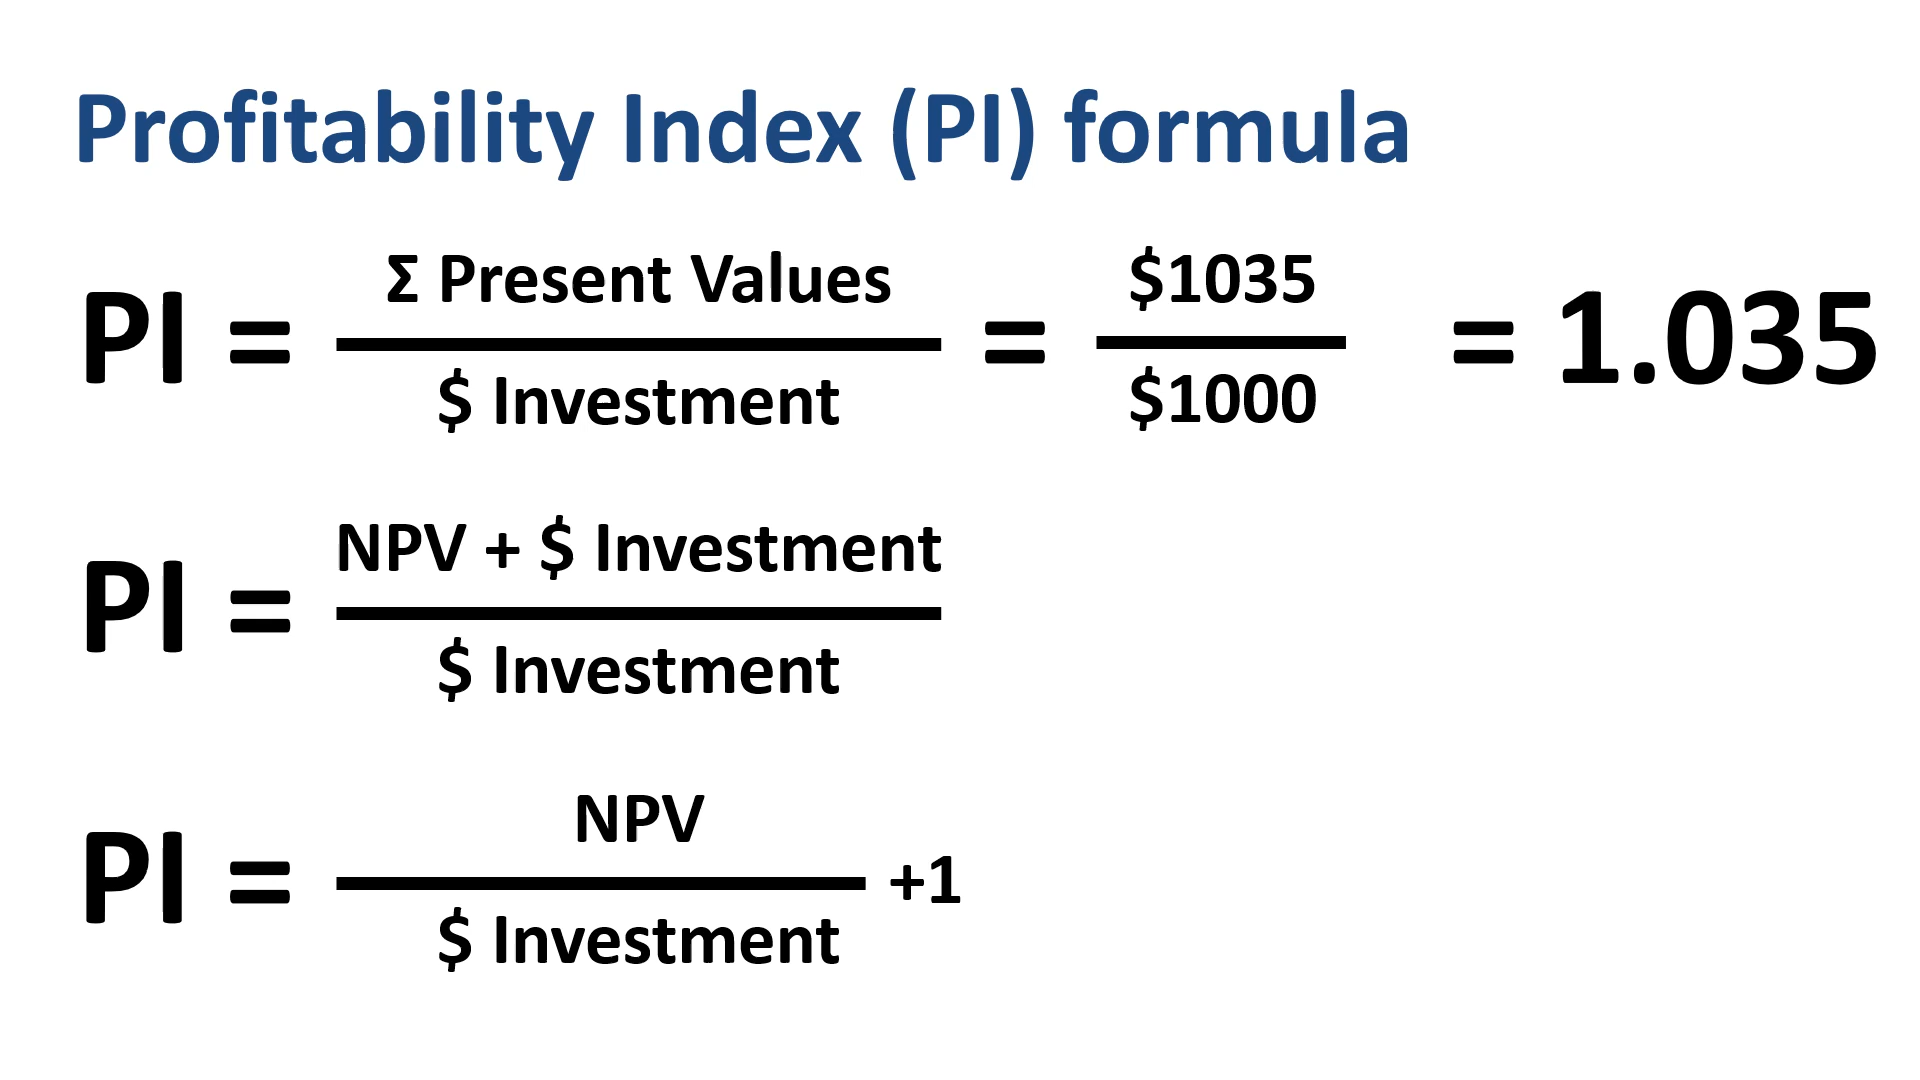 Profitability Index (PI) formula
Σ Present Values
$1035
PI = = = 1.035
$ Investment
$1000
NPV + $ Investment
PI =
$ Investment
NPV
PI = +1
$ Investment